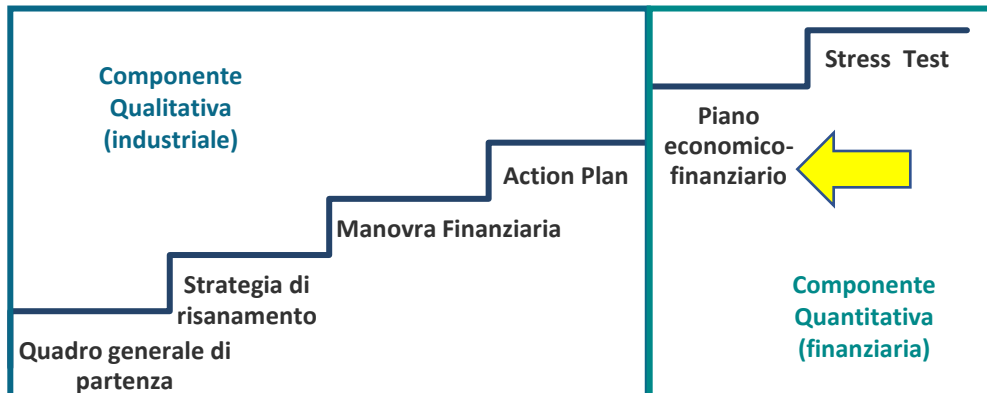 Componente
Qualitativa
(industriale)
Quadro generale di
partenza
Strategia di
risanamento
Manovra Finanziaria
Action Plan
Piano
economico-
finanziario
Stress Test
Componente
Quantitativa
(finanziaria)